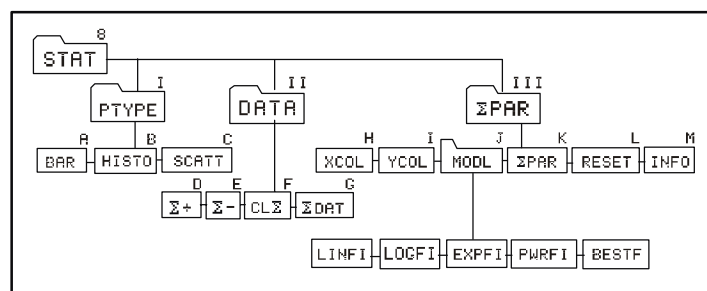 8
STAT
I II III
PTYPE DATA ΣPAR
A B C H I J K L M
BAR HISTO SCATT XCOL YCOL MODL ΣPAR RESET INFO
D E F G
Σ+ Σ- CLΣ ΣDAT
LINFI LOGFI EXPFI PWRFI BESTF